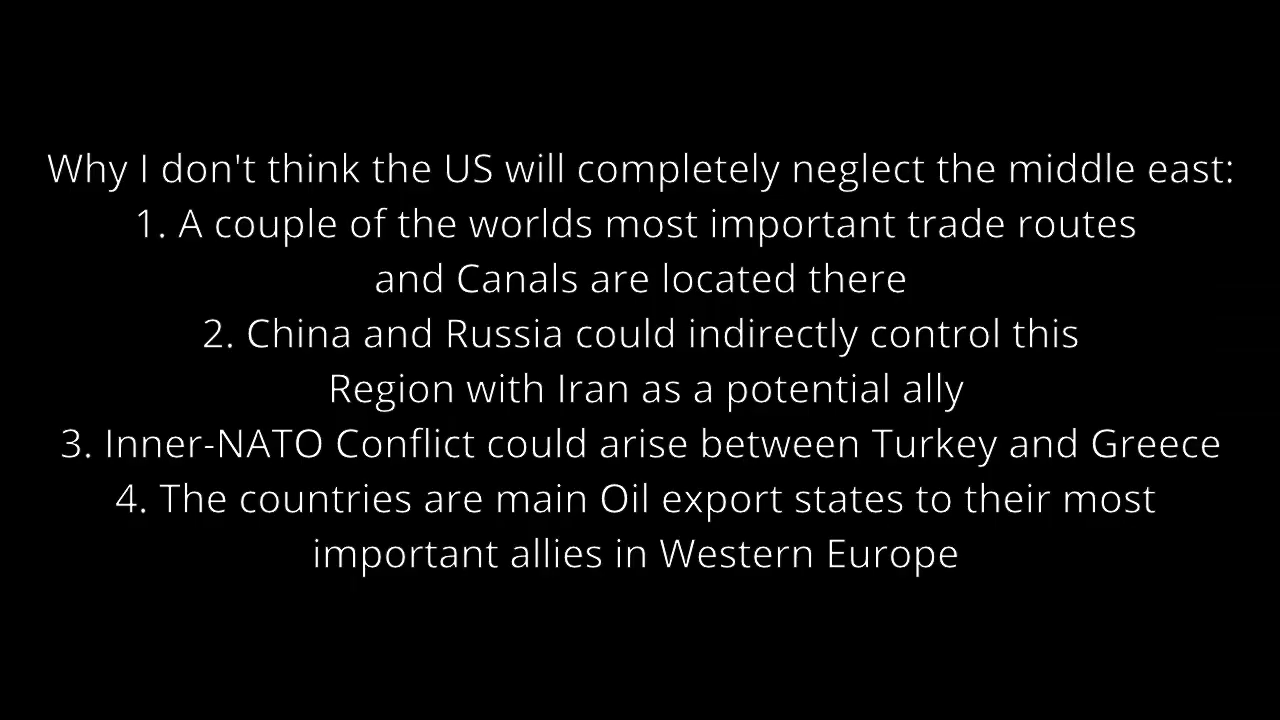 Why I don't think the US will completely neglect the middle east:
1. A couple of the worlds most important trade routes
and Canals are located there
2. China and Russia could indirectly control this
Region with Iran as a potential ally
3. Inner-NATO Conflict could arise between Turkey and Greece
4. The countries are main Oil export states to their most
important allies in Western Europe